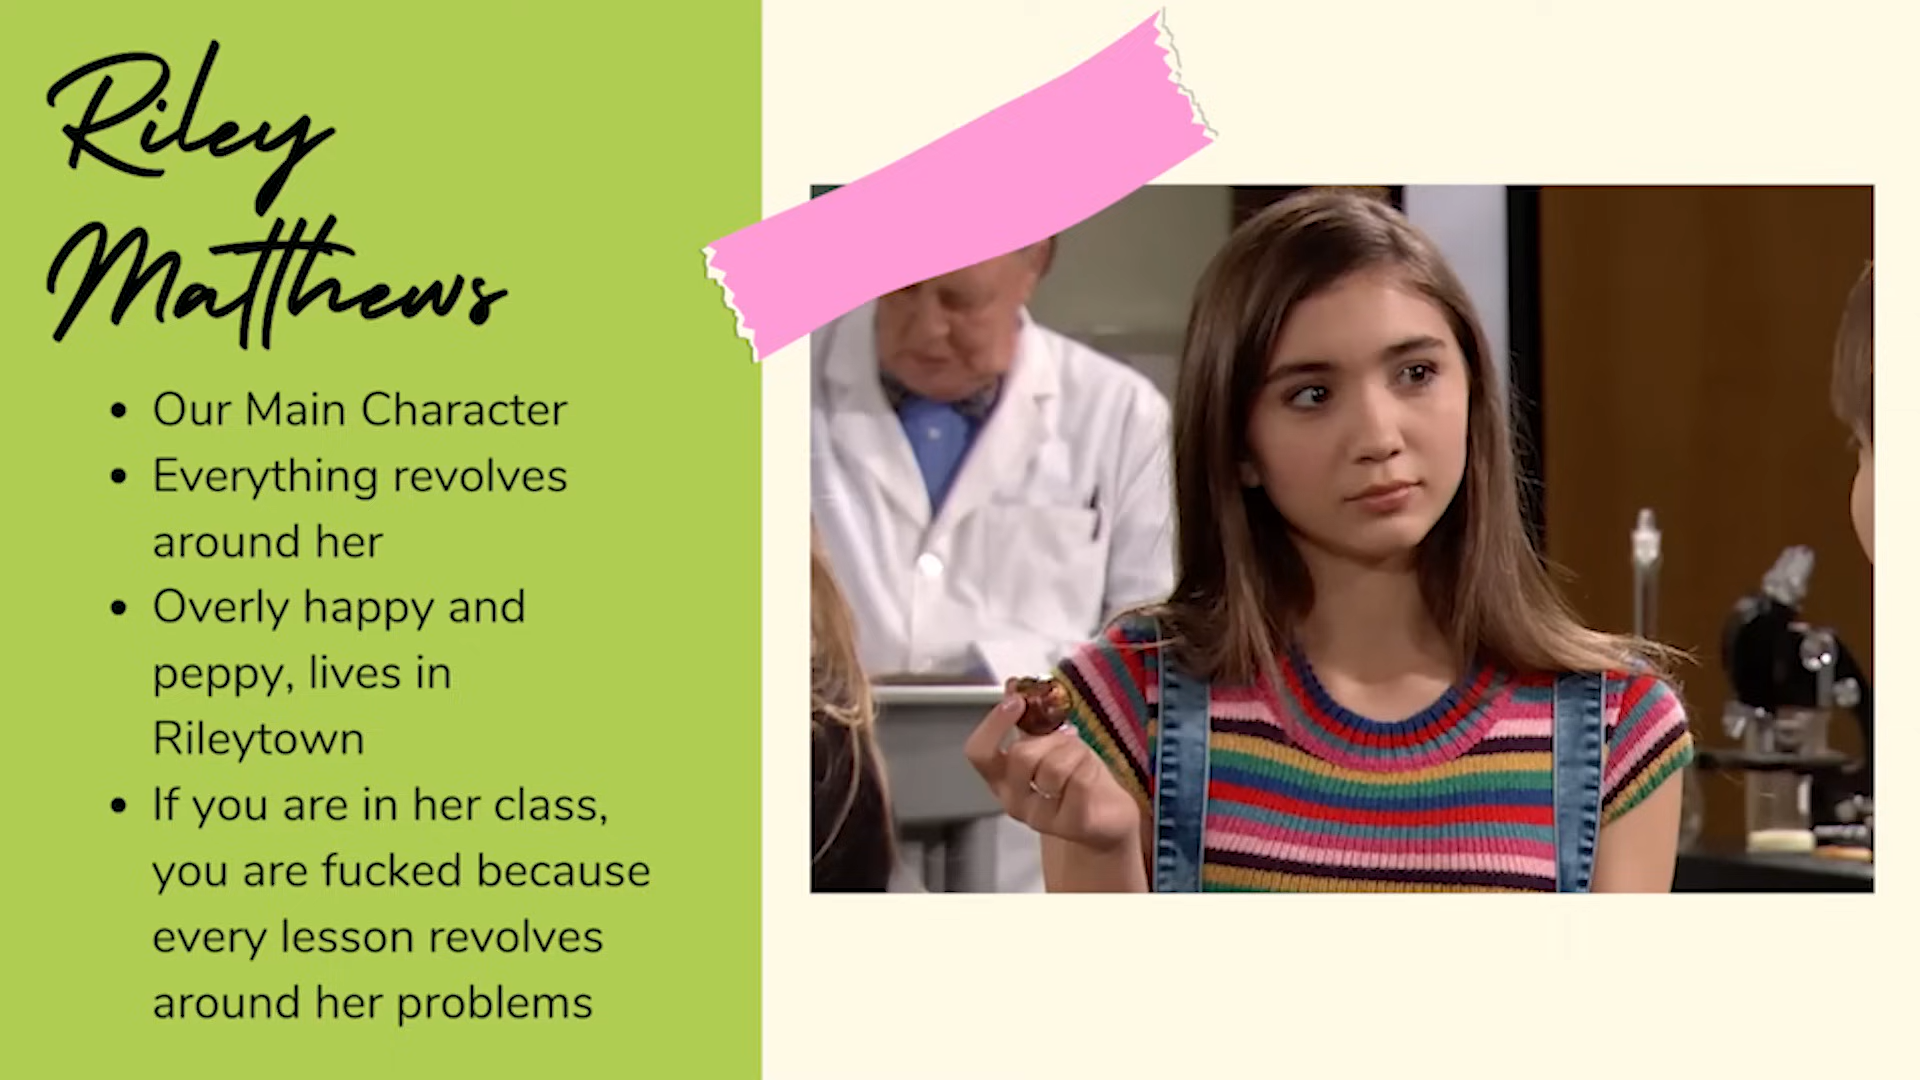 Riley
Matthews
• Our Main Character
• Everything revolves
around her
• Overly happy and
peppy, lives in
Rileytown
• If you are in her class,
you are fucked because
every lesson revolves
around her problems